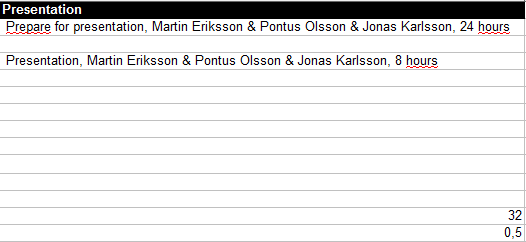 Presentation
Prepare for presentation, Martin Eriksson & Pontus Olsson & Jonas Karlsson, 24 hours
Presentation, Martin Eriksson & Pontus Olsson & Jonas Karlsson, 8 hours
32
0,5